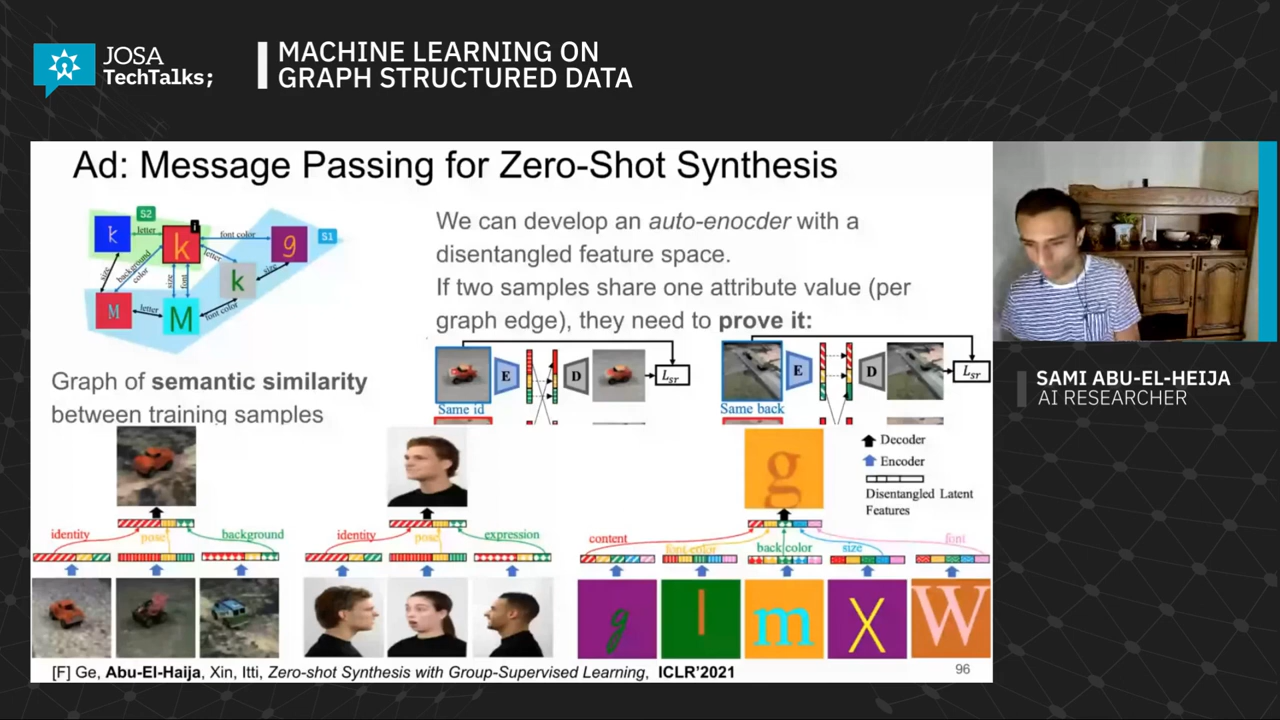 JOSA
TechTalks;
MACHINE LEARNING ON
GRAPH STRUCTURED DATA
Ad: Message Passing for Zero-Shot Synthesis
S2
S1
i
k
letter
k
font color
g
size
background
color
size
font
letter
k
size
M
letter
M
font color
Graph of semantic similarity
between training samples
We can develop an auto-enocder with a
disentangled feature space.
If two samples share one attribute value (per
graph edge), they need to prove it:
E
D
Lsr
Same id
E
D
Lsr
Same back
identity
pose
background
identity
pose
expression
g
Decoder
Encoder
Disentangled Latent
Features
content
font color
back color
size
font
g
l
m
X
W
[F] Ge, Abu-El-Haija, Xin, Itti, Zero-shot Synthesis with Group-Supervised Learning, ICLR'2021
96
SAMI ABU-EL-HEIJA
AI RESEARCHER